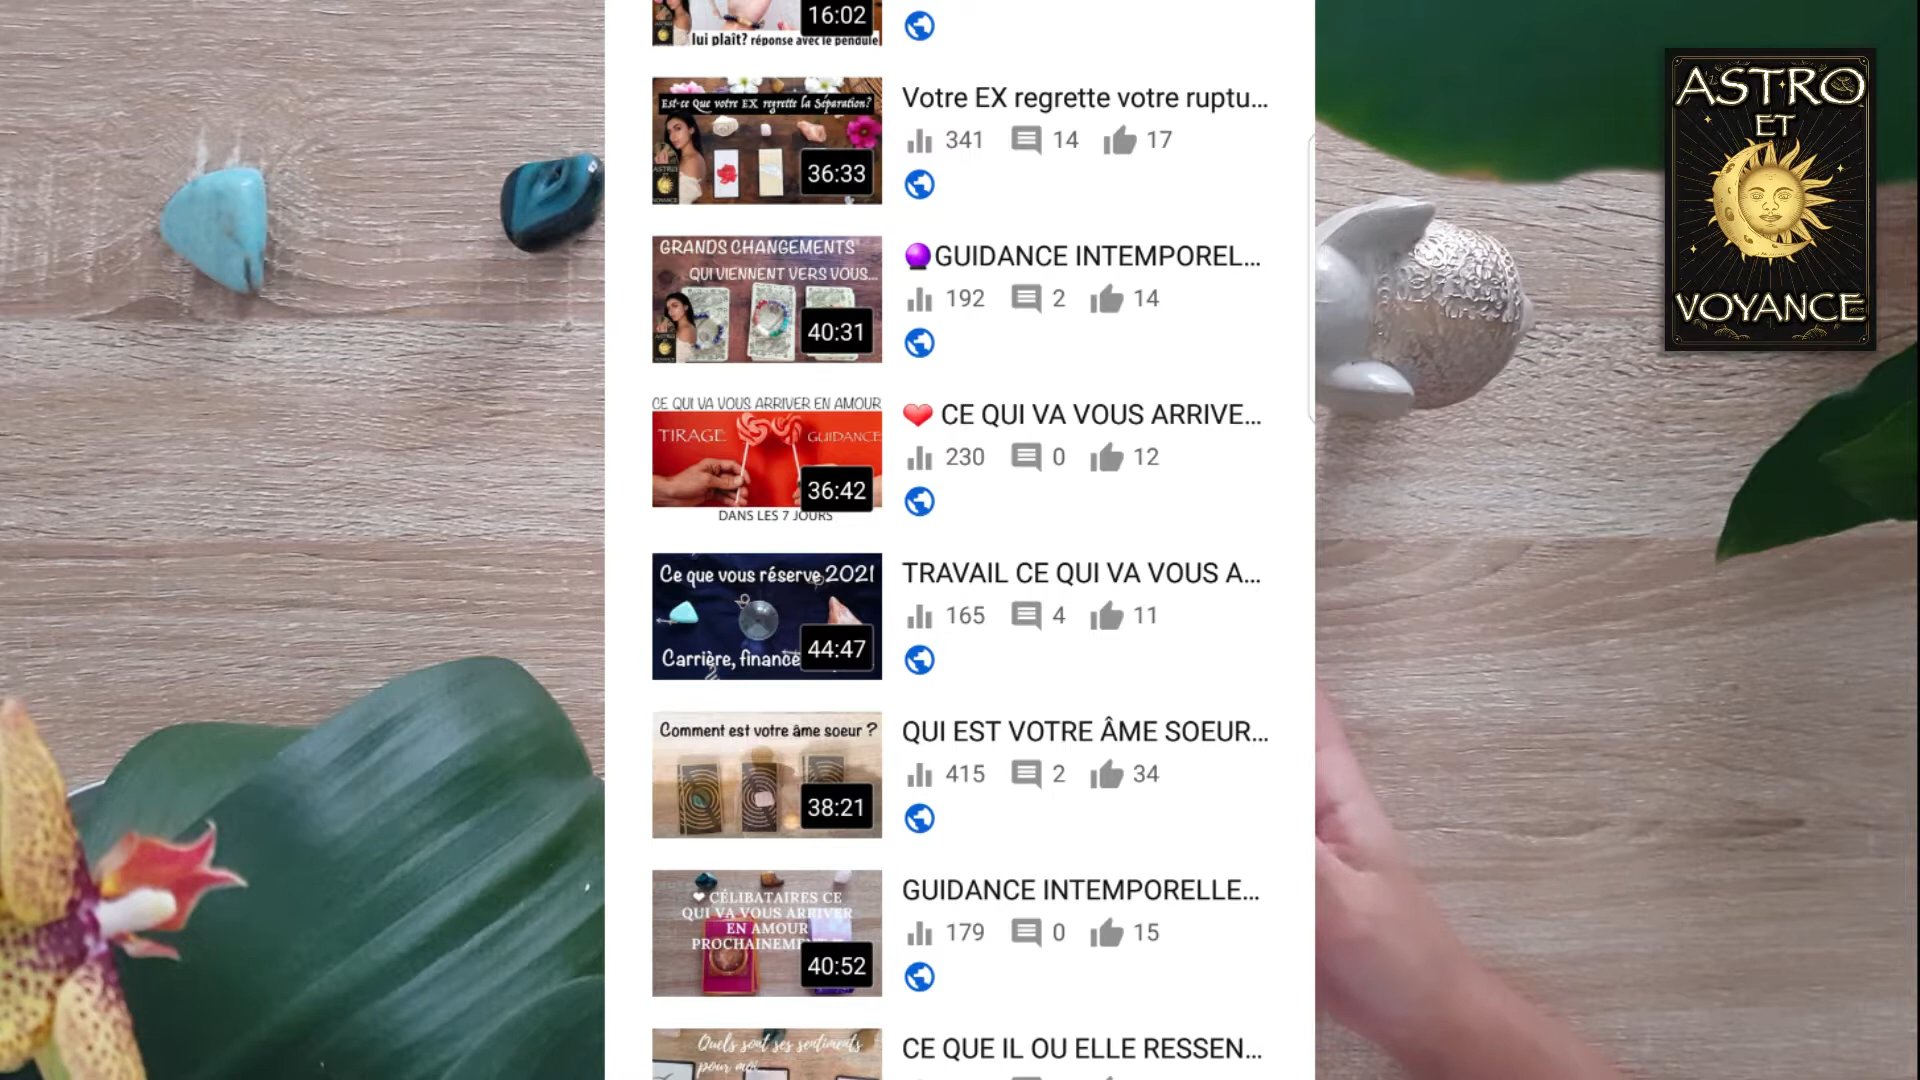 16:02
lui plaît? réponse avec le pendule
Est-ce Que votre EX regrette la Séparation?
36:33
Votre EX regrette votre ruptu...
341 14 17
GRANDS CHANGEMENTS
QUI VIENNENT VERS VOUS...
40:31
GUIDANCE INTEMPOREL...
192 2 14
CE QUI VA VOUS ARRIVER EN AMOUR
TIRAGE GUIDANCE
36:42
DANS LES 7 JOURS
CE QUI VA VOUS ARRIVE...
230 0 12
Ce que vous réserve 2021
Carrière, finance
44:47
TRAVAIL CE QUI VA VOUS A...
165 4 11
Comment est votre âme soeur ?
38:21
QUI EST VOTRE ÂME SOEUR...
415 2 34
CÉLIBATAIRES CE
QUI VA VOUS ARRIVER
EN AMOUR
PROCHAINEME
40:52
GUIDANCE INTEMPORELLE...
179 0 15
Quels sont ses sentiments
pour moi...
CE QUE IL OU ELLE RESSEN...
ASTRO
ET
VOYANCE